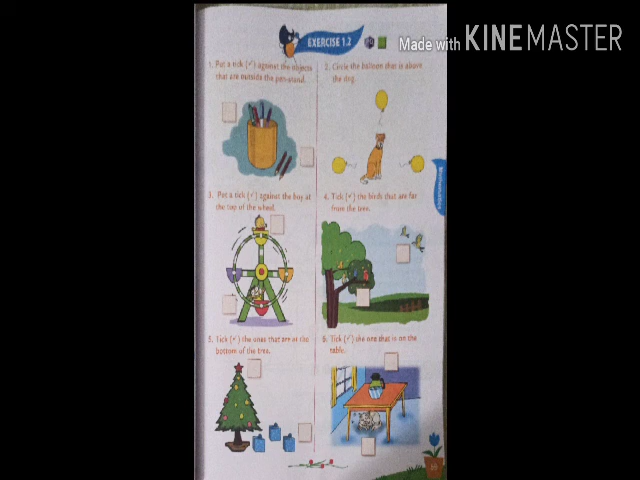 Made with KINEMASTER
EXERCISE 1.2
1. Put a tick (✓) against the objects
that are outside the pen-stand.
2. Circle the balloon that is above
the dog.
3. Put a tick (✓) against the boy at
the top of the wheel.
4. Tick (✓) the birds that are far
from the tree.
5. Tick (✓) the ones that are at the
bottom of the tree.
6. Tick (✓) the one that is on the
table.
Mathematics